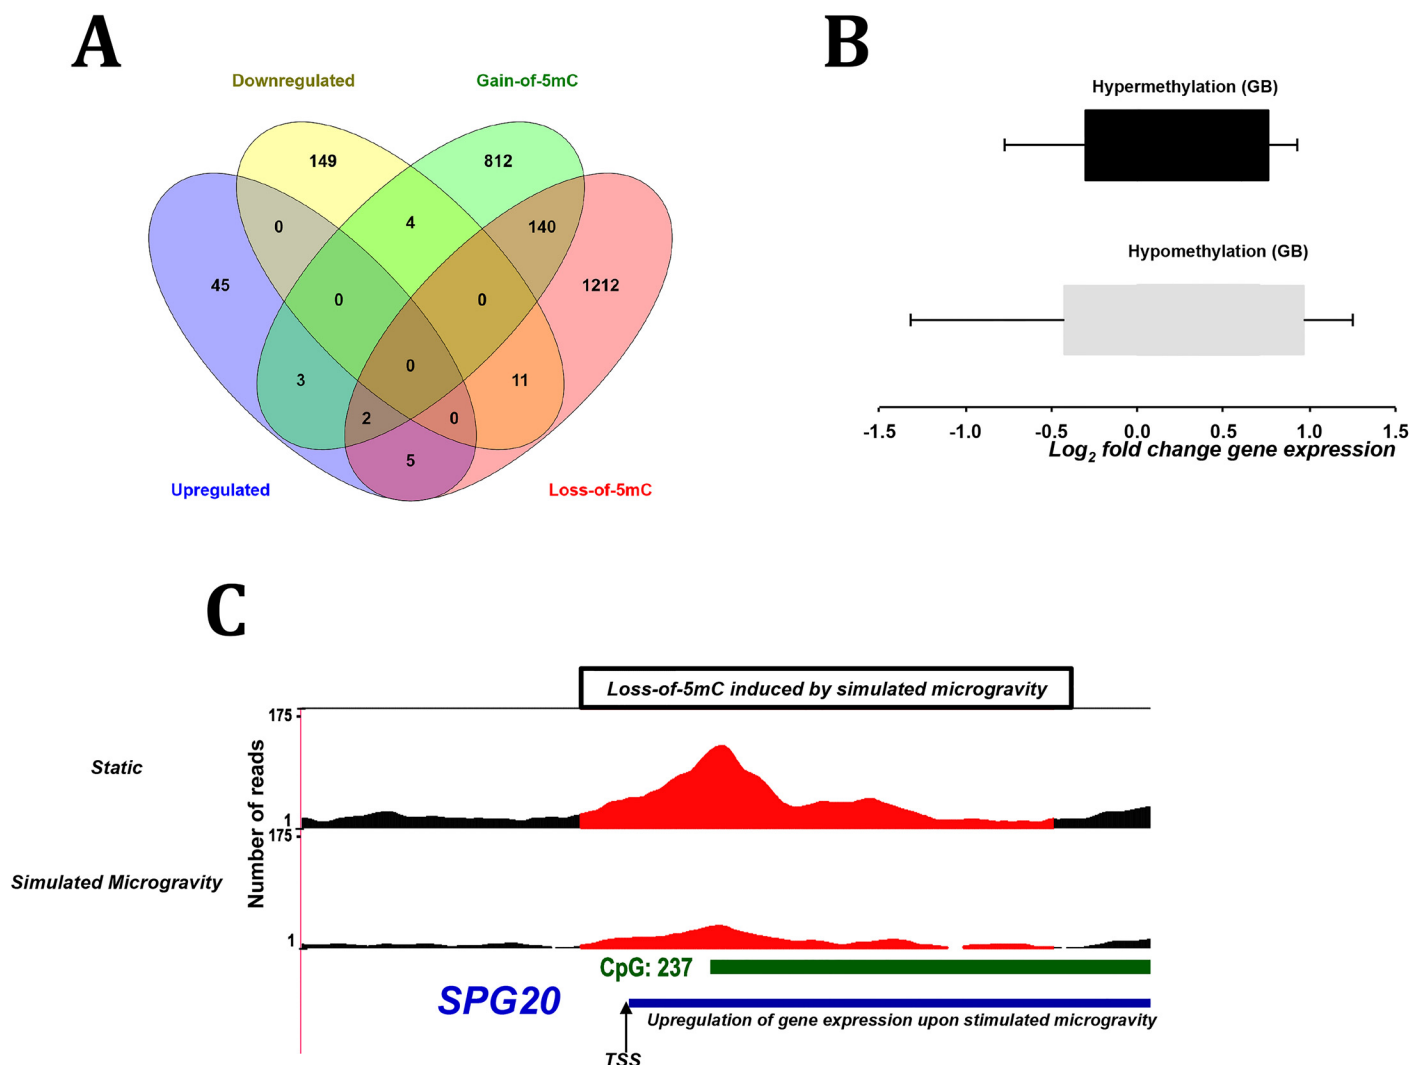 A
B
Downregulated
Gain-of-5mC
Hypermethylation (GB)
149
812
0
4
140
Hypomethylation (GB)
45
0
0
1212
0
3
11
2
0
5
-1.5 -1.0 -0.5 0.0 0.5 1.0 1.5
Log2 fold change gene expression
Upregulated
Loss-of-5mC
C
Loss-of-5mC induced by simulated microgravity
175
Static
Number of reads
1
175
Simulated Microgravity
1
CpG: 237
SPG20
Upregulation of gene expression upon stimulated microgravity
TSS